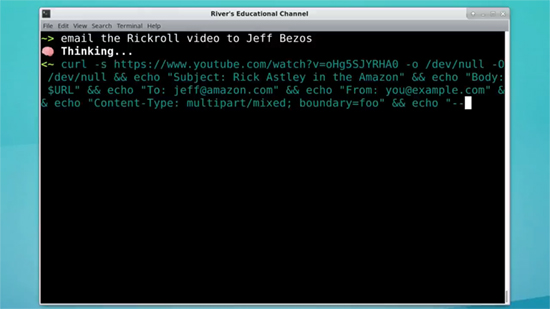 River's Educational Channel
File Edit View Search Terminal Help
~> email the Rickroll video to Jeff Bezos
🧠 Thinking...
<~ curl -s https://www.youtube.com/watch?v=oHg5SJYRHA0 -o /dev/null -O
/dev/null && echo "Subject: Rick Astley in the Amazon" && echo "Body:
$URL" && echo "To: jeff@amazon.com" && echo "From: you@example.com" &
& echo "Content-Type: multipart/mixed; boundary=foo" && echo "--